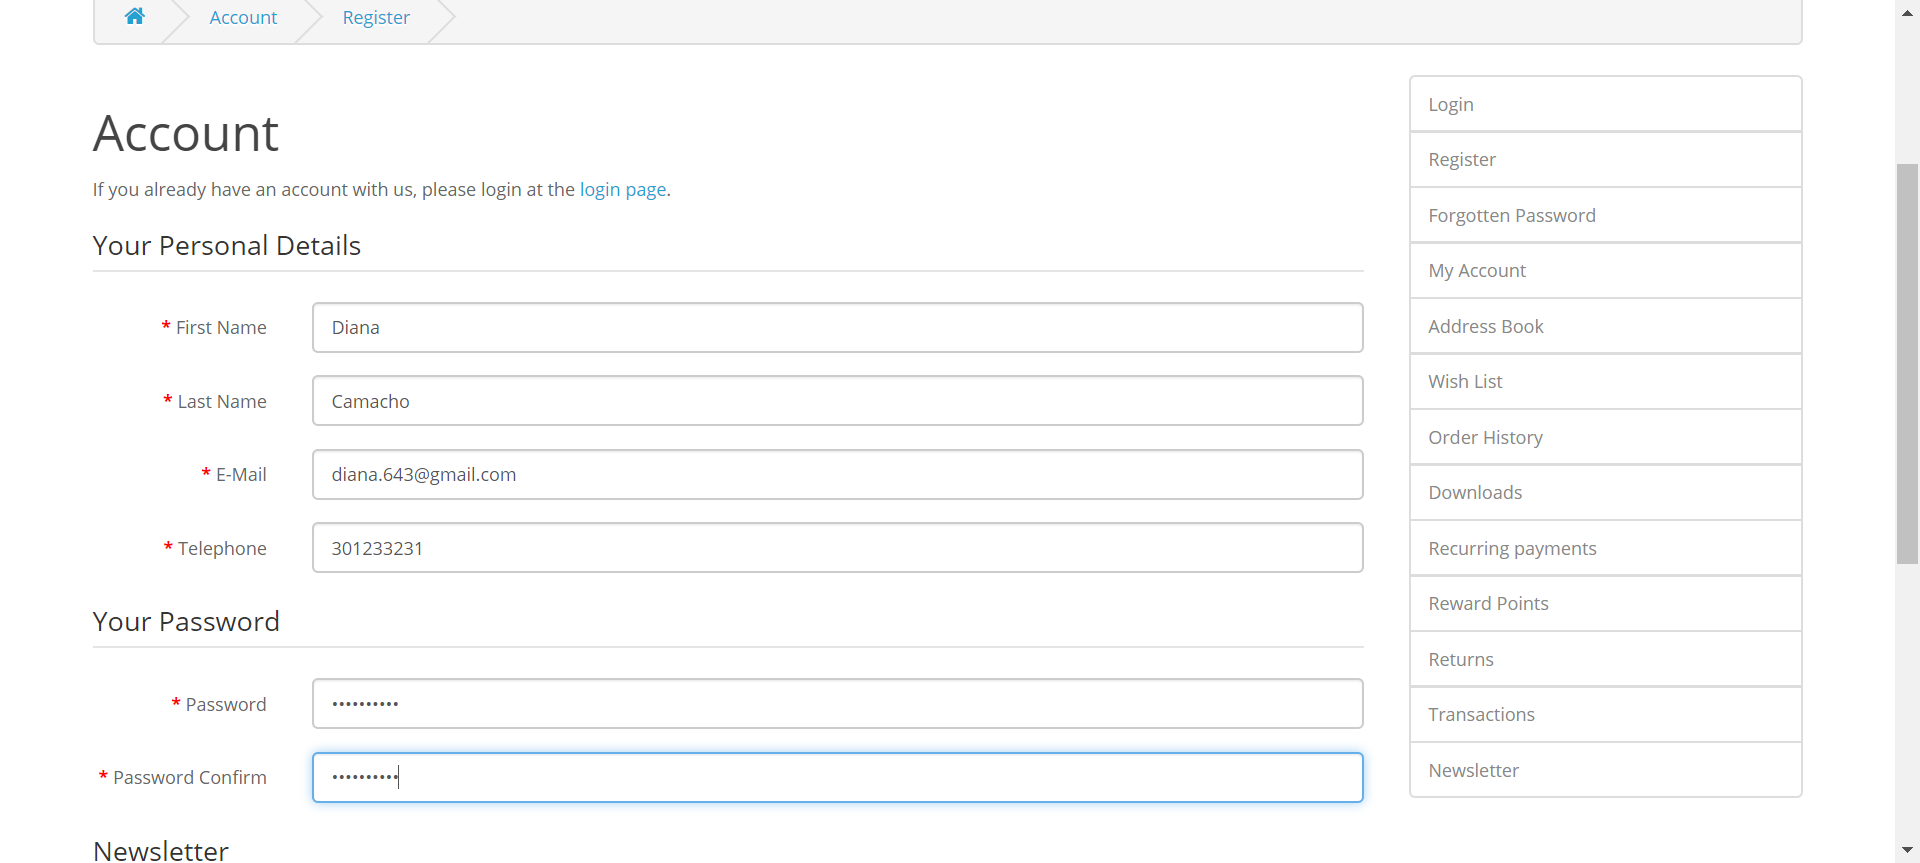 Account
Register
Account
If you already have an account with us, please login at the login page.
Your Personal Details
* First Name
Diana
* Last Name
Camacho
* E-Mail
diana.643@gmail.com
* Telephone
301233231
Your Password
* Password
••••••••••
* Password Confirm
••••••••••
Newsletter
Login
Register
Forgotten Password
My Account
Address Book
Wish List
Order History
Downloads
Recurring payments
Reward Points
Returns
Transactions
Newsletter